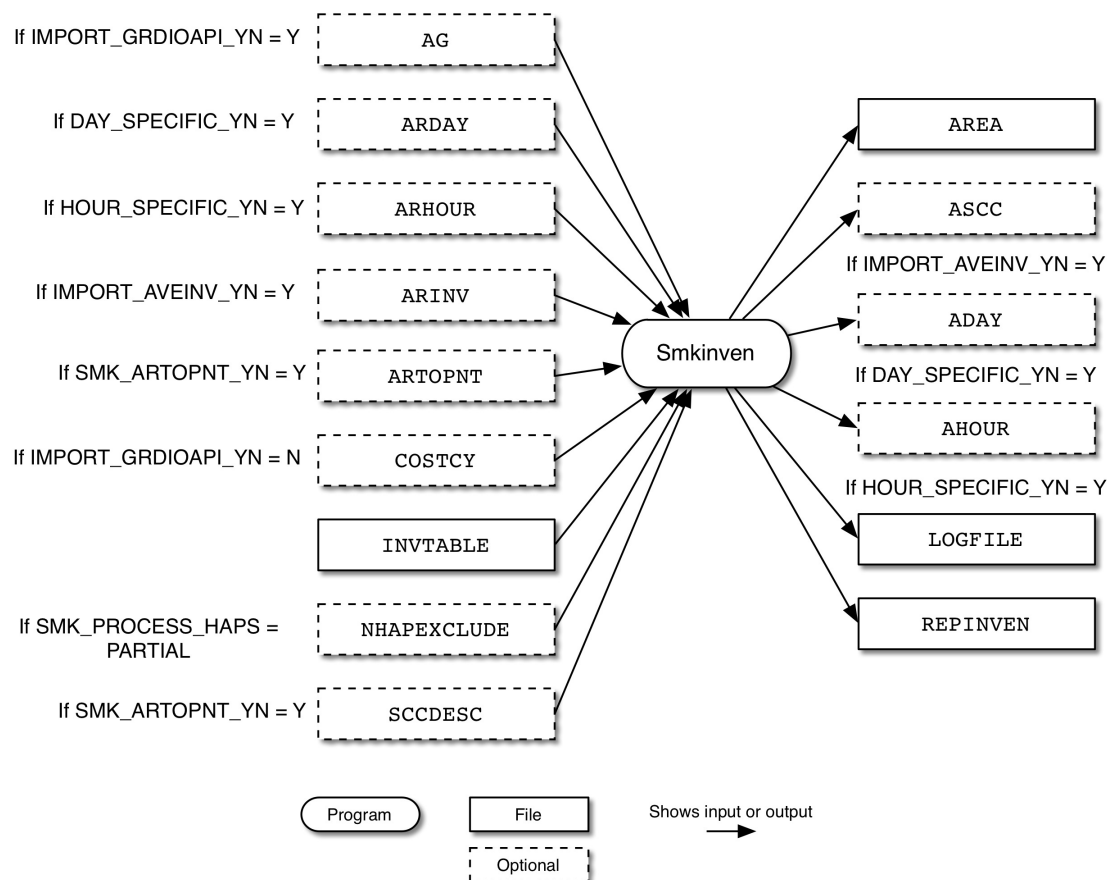 If IMPORT_GRDIOAPI_YN = Y
AG
If DAY_SPECIFIC_YN = Y
ARDAY
If HOUR_SPECIFIC_YN = Y
ARHOUR
If IMPORT_AVEINV_YN = Y
ARINV
If SMK_ARTOPNT_YN = Y
ARTOPNT
If IMPORT_GRDIOAPI_YN = N
COSTCY
INVTABLE
If SMK_PROCESS_HAPS =
PARTIAL
NHAPEXCLUDE
If SMK_ARTOPNT_YN = Y
SCCDESC
Smkinven
AREA
ASCC
If IMPORT_AVEINV_YN = Y
ADAY
If DAY_SPECIFIC_YN = Y
AHOUR
If HOUR_SPECIFIC_YN = Y
LOGFILE
REPINVEN
Program
File
Optional
Shows input or output